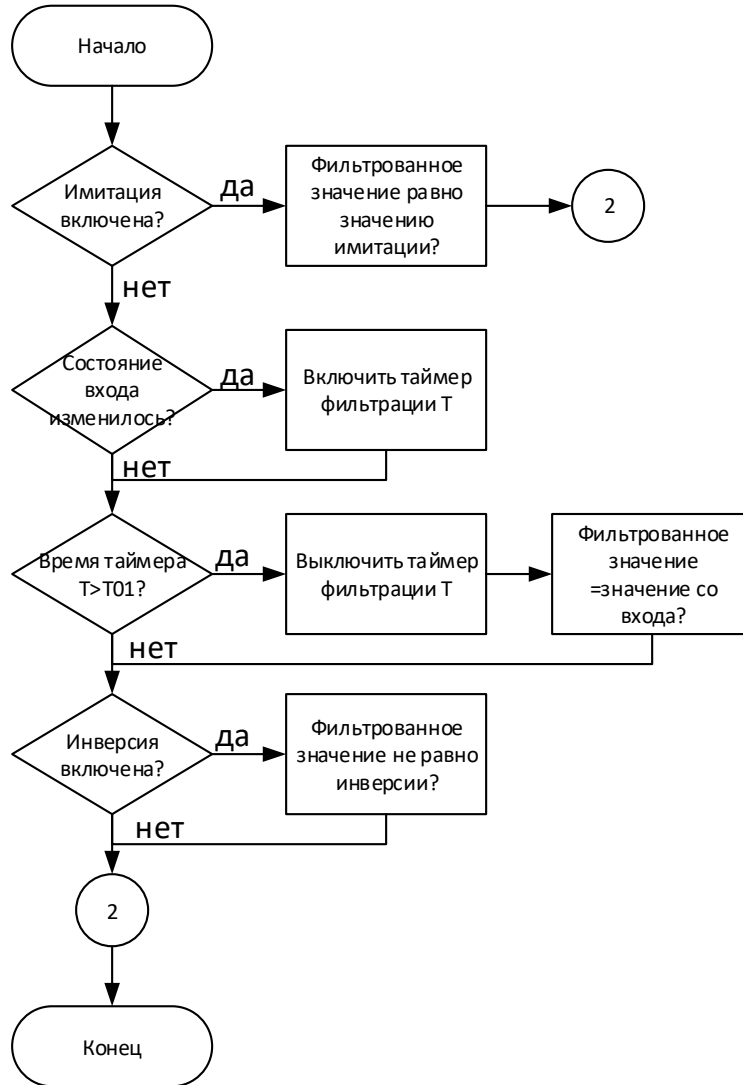 Начало
Имитация
включена?
да
Фильтрованное
значение равно
значению
имитации?
2
нет
Состояние
входа
изменилось?
да
Включить таймер
фильтрации Т
нет
Время таймера
Т>Т01?
да
Выключить таймер
фильтрации Т
Фильтрованное
значение
=значение со
входа?
нет
Инверсия
включена?
да
Фильтрованное
значение не равно
инверсии?
нет
2
Конец